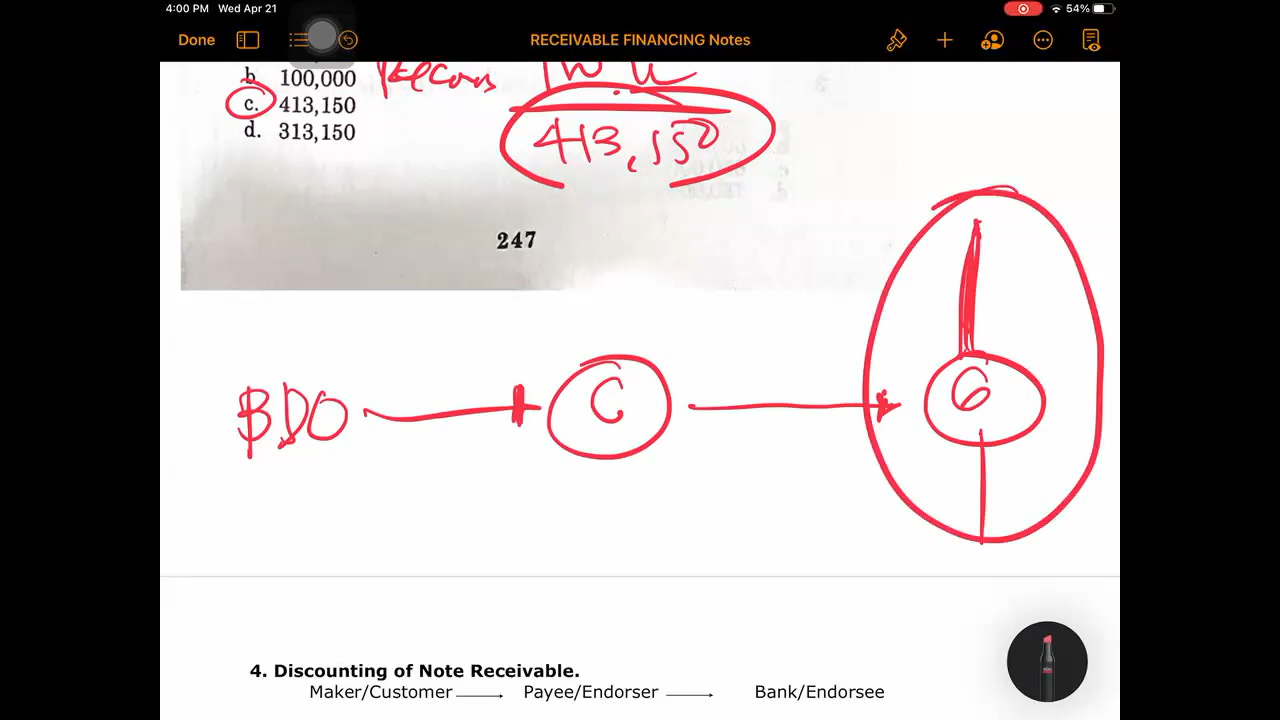 4:00 PM Wed Apr 21
54%
Done
RECEIVABLE FINANCING Notes
b. 100,000
c. 413,150
413,150
d. 313,150
247
BDO C G
4. Discounting of Note Receivable.
Maker/Customer Payee/Endorser Bank/Endorsee